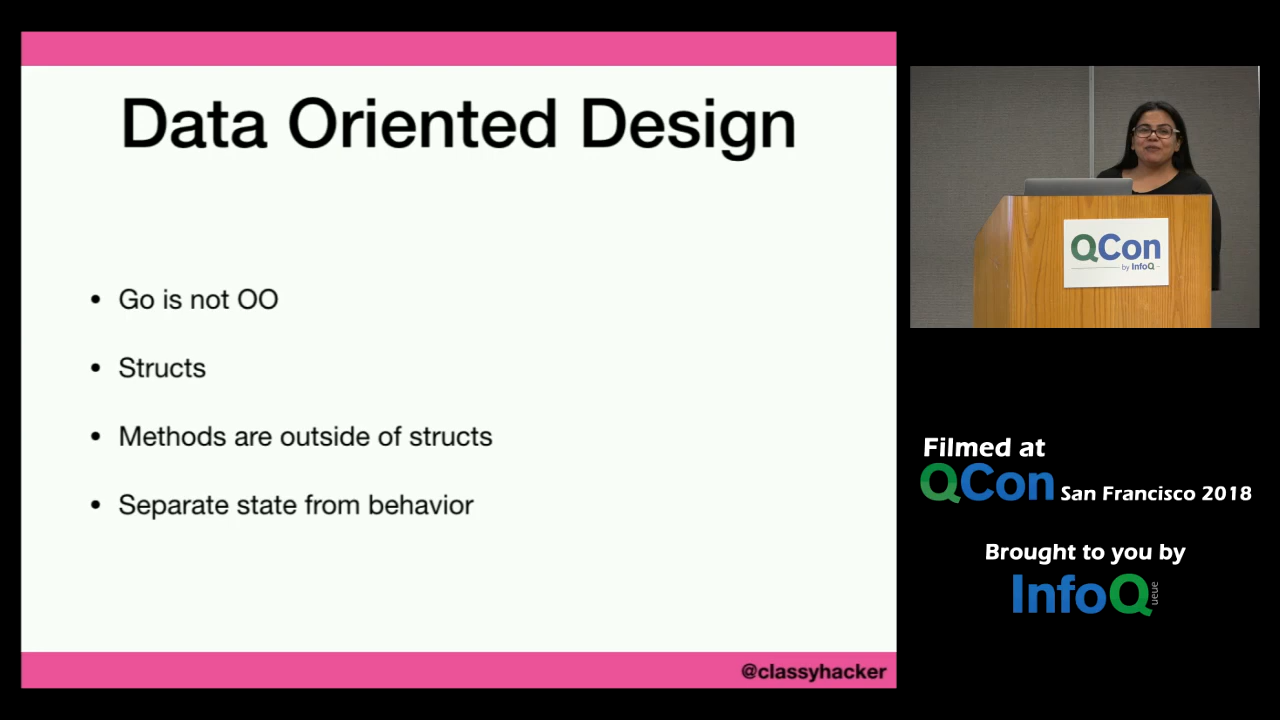 Data Oriented Design
• Go is not OO
• Structs
• Methods are outside of structs
• Separate state from behavior
@classyhacker
QCon
by InfoQ
Filmed at
QCon San Francisco 2018
Brought to you by
InfoQ
ueue